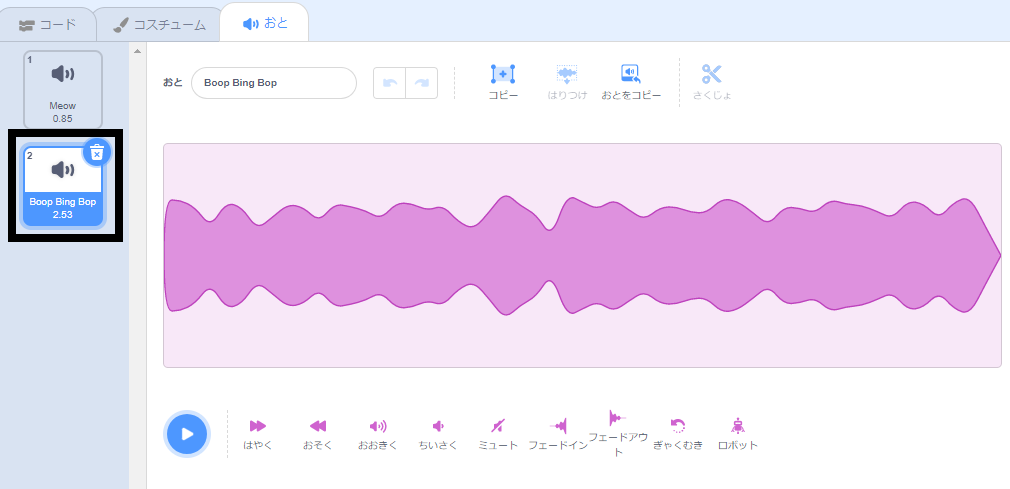 コード
コスチューム
おと
1
Meow
0.85
2
Boop Bing Bop
2.53
おと
Boop Bing Bop
コピー
はりつけ
おとをコピー
さくじょ
はやく
おそく
おおきく
ちいさく
ミュート
フェードイン
フェードアウ
ト
ぎゃくむき
ロボット